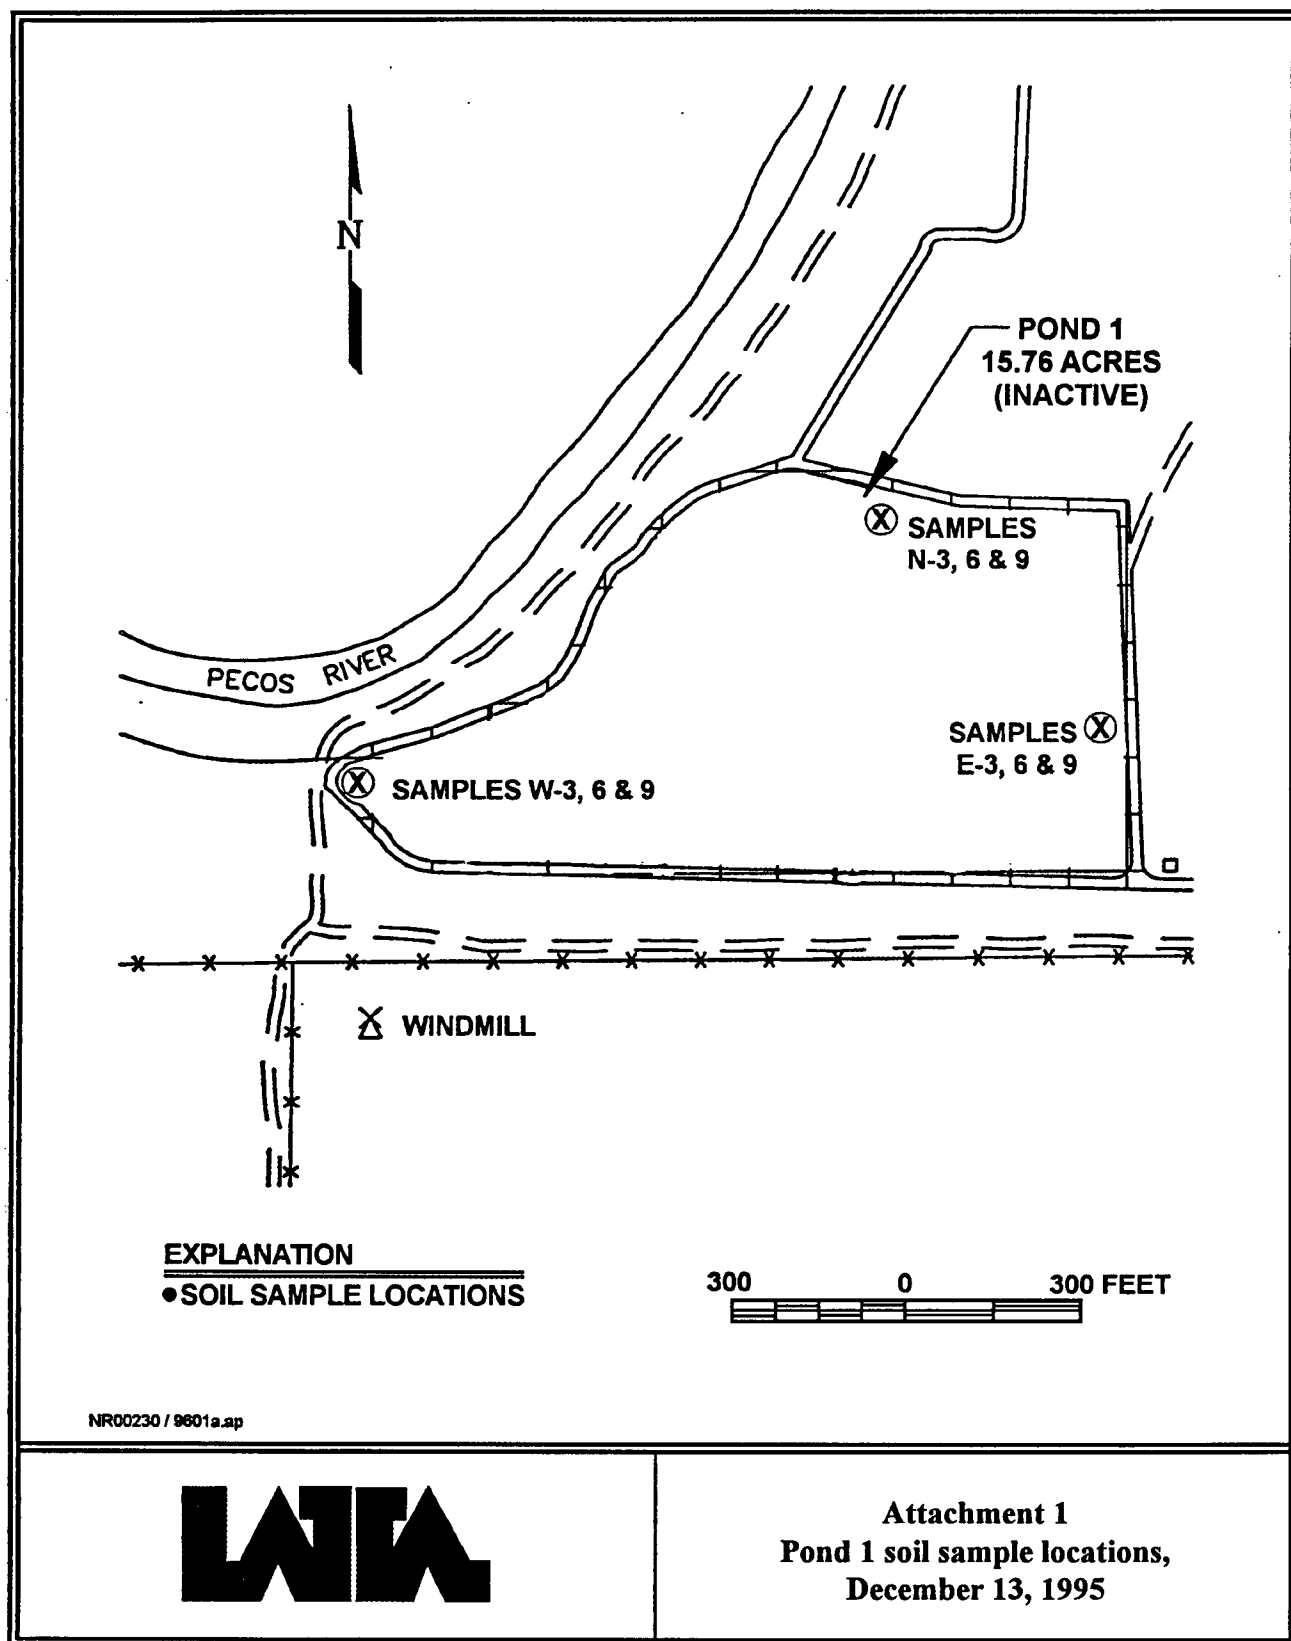 N
POND 1
15.76 ACRES
(INACTIVE)
SAMPLES
N-3, 6 & 9
PECOS RIVER
SAMPLES
E-3, 6 & 9
SAMPLES W-3, 6 & 9
WINDMILL
EXPLANATION
●SOIL SAMPLE LOCATIONS
300 0 300 FEET
NR00230 / 9601a.ap
LATA
Attachment 1
Pond 1 soil sample locations,
December 13, 1995